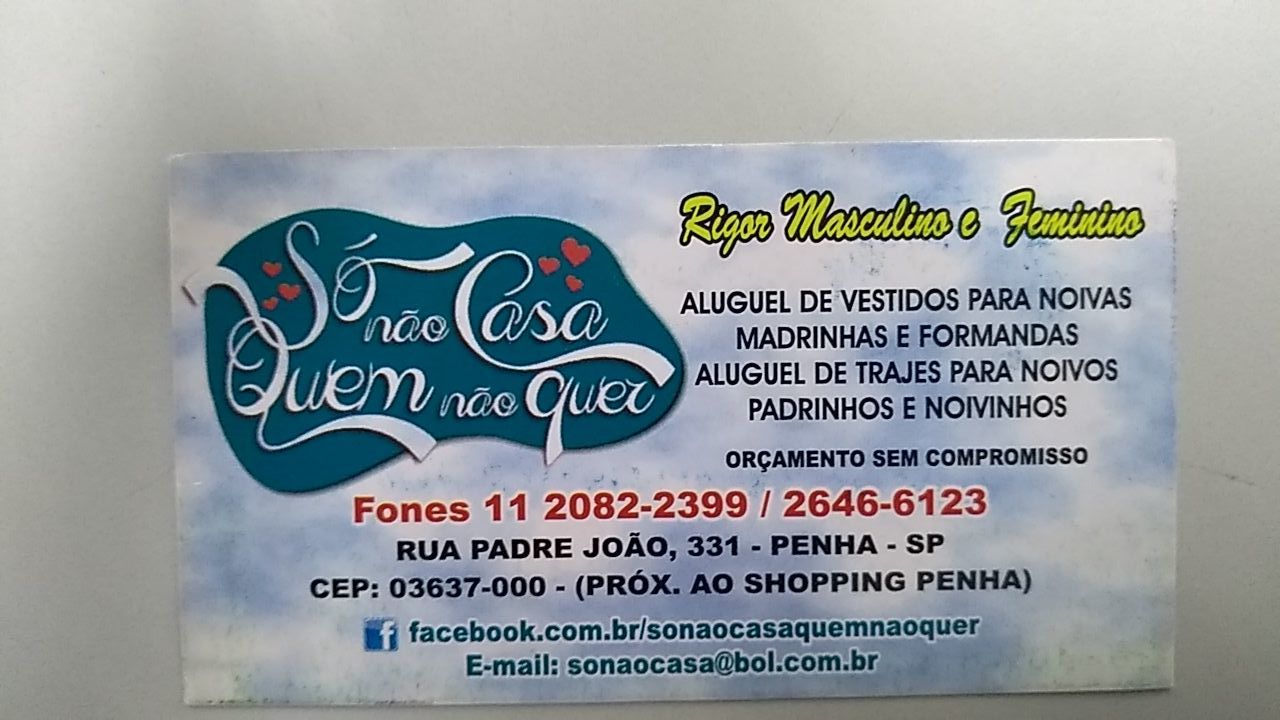 Só não Casa
Quem não quer
Rigor Masculino e Feminino
ALUGUEL DE VESTIDOS PARA NOIVAS
MADRINHAS E FORMANDAS
ALUGUEL DE TRAJES PARA NOIVOS
PADRINHOS E NOIVINHOS
ORÇAMENTO SEM COMPROMISSO
Fones 11 2082-2399 / 2646-6123
RUA PADRE JOÃO, 331 - PENHA - SP
CEP: 03637-000 - (PRÓX. AO SHOPPING PENHA)
f facebook.com.br/sonaocasaquemnaoquer
E-mail: sonaocasa@bol.com.br